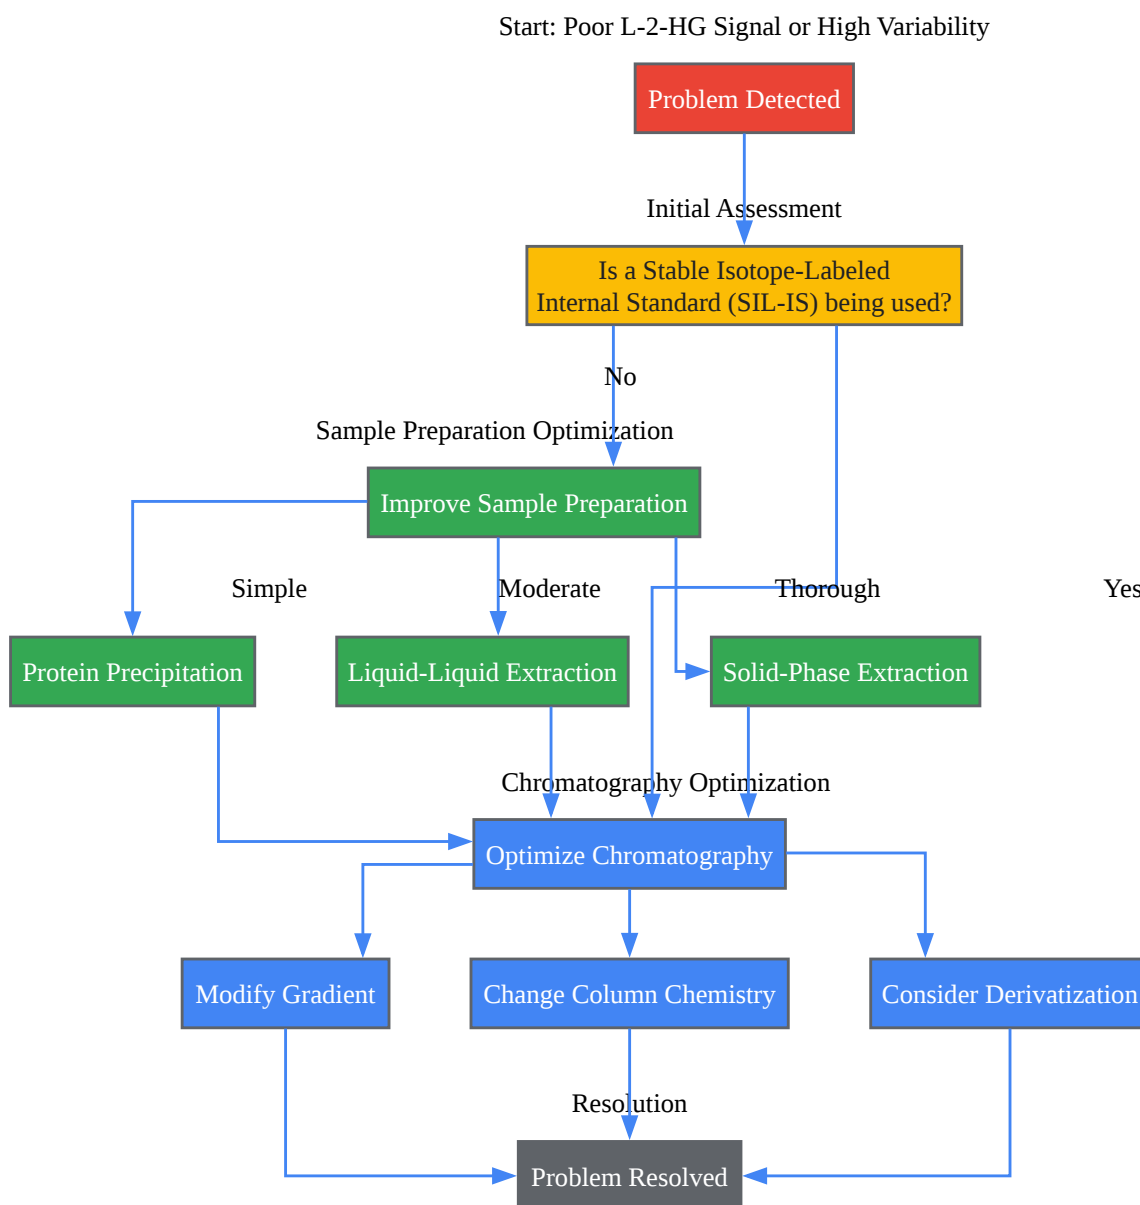 Start: Poor L-2-HG Signal or High Variability
Problem Detected
Initial Assessment
Is a Stable Isotope-Labeled
Internal Standard (SIL-IS) being used?
No
Sample Preparation Optimization
Improve Sample Preparation
Simple
Moderate
Thorough
Yes
Protein Precipitation
Liquid-Liquid Extraction
Solid-Phase Extraction
Chromatography Optimization
Optimize Chromatography
Modify Gradient
Change Column Chemistry
Consider Derivatization
Resolution
Problem Resolved